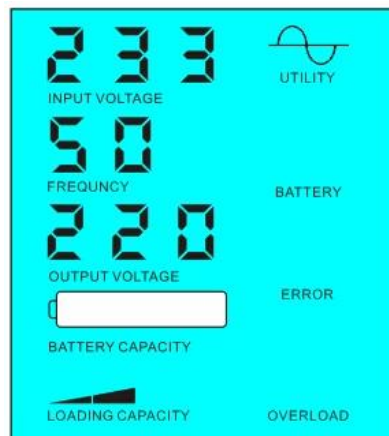 233
INPUT VOLTAGE
UTILITY
50
FREQUNCY
BATTERY
220
OUTPUT VOLTAGE
ERROR
BATTERY CAPACITY
LOADING CAPACITY
OVERLOAD